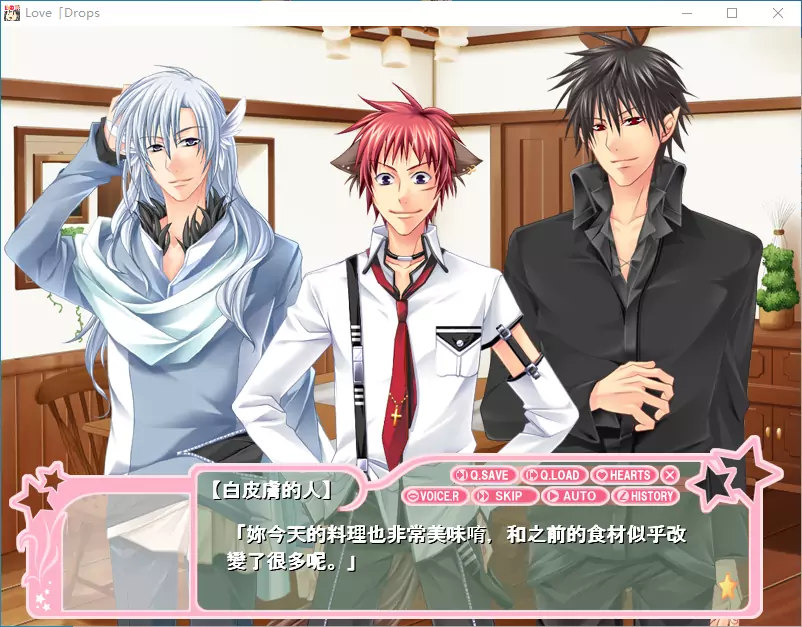 Love「Drops
Q.SAVE Q.LOAD HEARTS
VOICE.R SKIP AUTO HISTORY
【白皮膚的人】
「妳今天的料理也非常美味唷，和之前的食材似乎改
變了很多呢。」